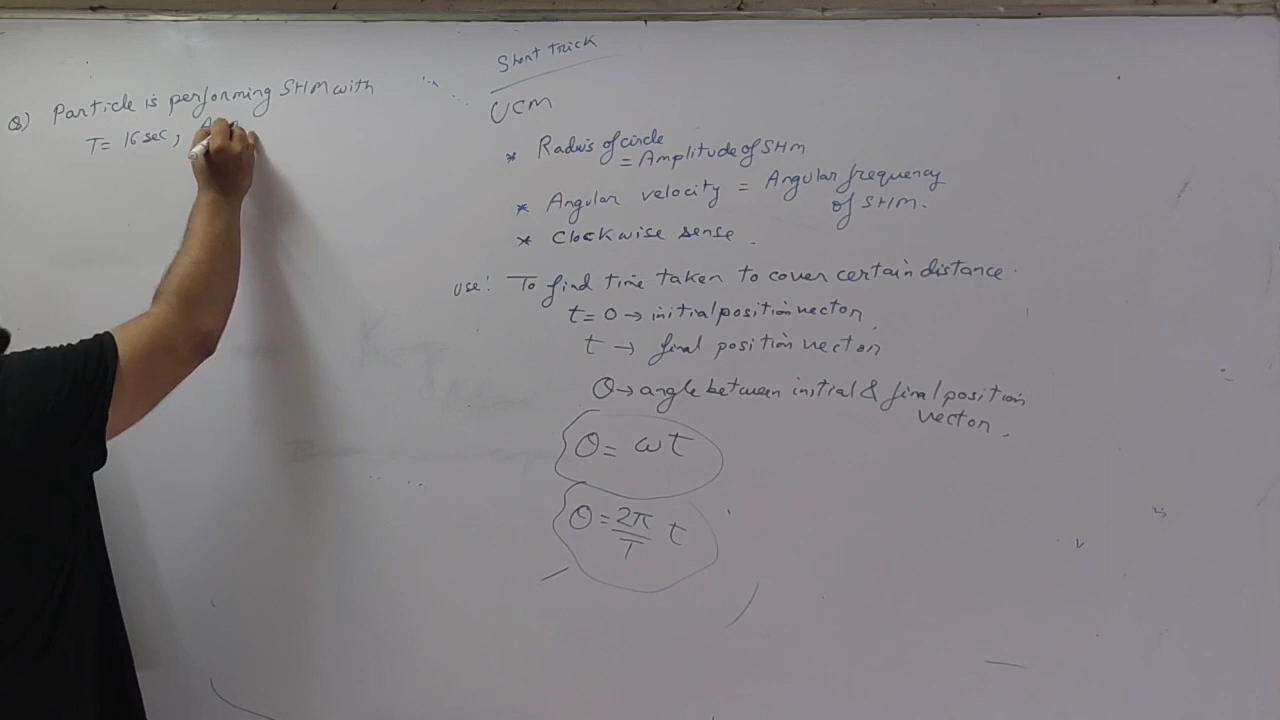 Q) Particle is performing SHM with
T = 16 sec,
Short trick
UCM
* Radius of circle
= Amplitude of SHM
* Angular velocity = Angular frequency
of SHM.
* Clockwise sense.
use: To find time taken to cover certain distance.
t = 0 → initial position vector
t → final position vector
θ → angle between initial & final position
vector.
θ = ωt
θ = 2π/T t